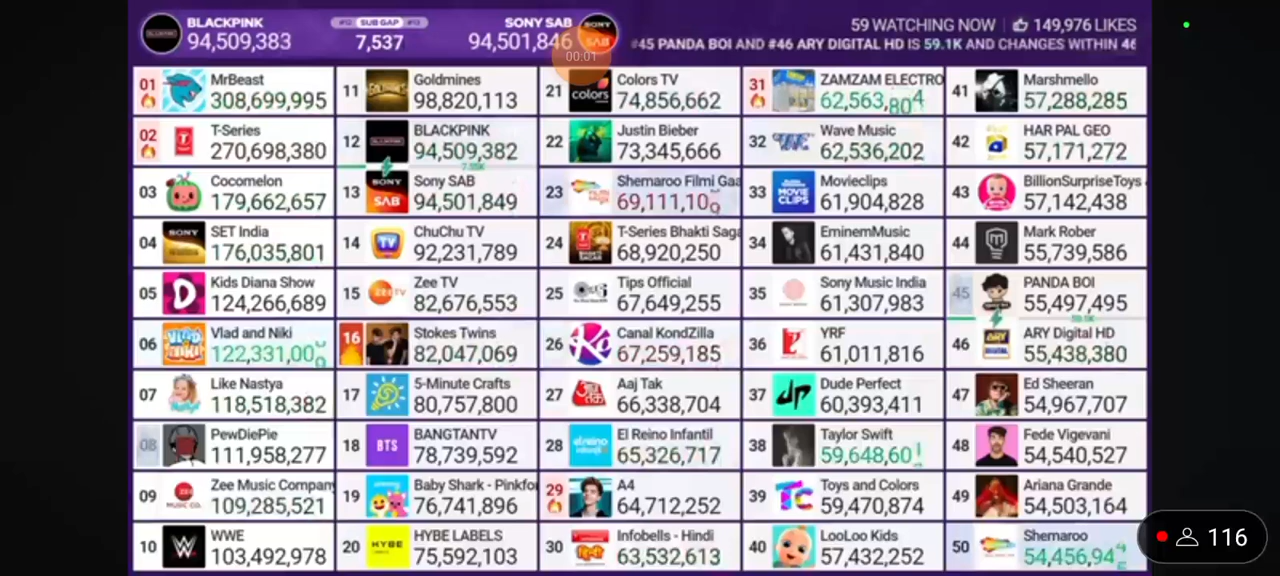 BLACKPINK
94,509,383
#12 SUB GAP #13
7,537
SONY SAB
94,501,846
00:01
59 WATCHING NOW 149,976 LIKES
#45 PANDA BOI AND #46 ARY DIGITAL HD IS 59.1K AND CHANGES WITHIN 46
01 MrBeast
308,699,995
02 T-Series
270,698,380
03 Cocomelon
179,662,657
04 SET India
176,035,801
05 Kids Diana Show
124,266,689
06 Vlad and Niki
122,331,00
07 Like Nastya
118,518,382
08 PewDiePie
111,958,277
09 Zee Music Company
109,285,521
10 WWE
103,492,978
11 Goldmines
98,820,113
12 BLACKPINK
94,509,382
13 Sony SAB
94,501,849
14 ChuChu TV
92,231,789
15 Zee TV
82,676,553
16 Stokes Twins
82,047,069
17 5-Minute Crafts
80,757,800
18 BANGTANTV
78,739,592
19 Baby Shark - Pinkfo
76,741,896
20 HYBE LABELS
75,592,103
21 Colors TV
74,856,662
22 Justin Bieber
73,345,666
23 Shemaroo Filmi Gaa
69,111,10
24 T-Series Bhakti Saga
68,920,250
25 Tips Official
67,649,255
26 Canal KondZilla
67,259,185
27 Aaj Tak
66,338,704
28 El Reino Infantil
65,326,717
29 A4
64,712,252
30 Infobells - Hindi
63,532,613
31 ZAMZAM ELECTRO
62,563,804
32 Wave Music
62,536,202
33 Movieclips
61,904,828
34 EminemMusic
61,431,840
35 Sony Music India
61,307,983
36 YRF
61,011,816
37 Dude Perfect
60,393,411
38 Taylor Swift
59,648,60
39 Toys and Colors
59,470,874
40 LooLoo Kids
57,432,252
41 Marshmello
57,288,285
42 HAR PAL GEO
57,171,272
43 BillionSurpriseToys
57,142,438
44 Mark Rober
55,739,586
45 PANDA BOI
55,497,495
46 ARY Digital HD
55,438,380
47 Ed Sheeran
54,967,707
48 Fede Vigevani
54,540,527
49 Ariana Grande
54,503,164
50 Shemaroo
54,456,94
116